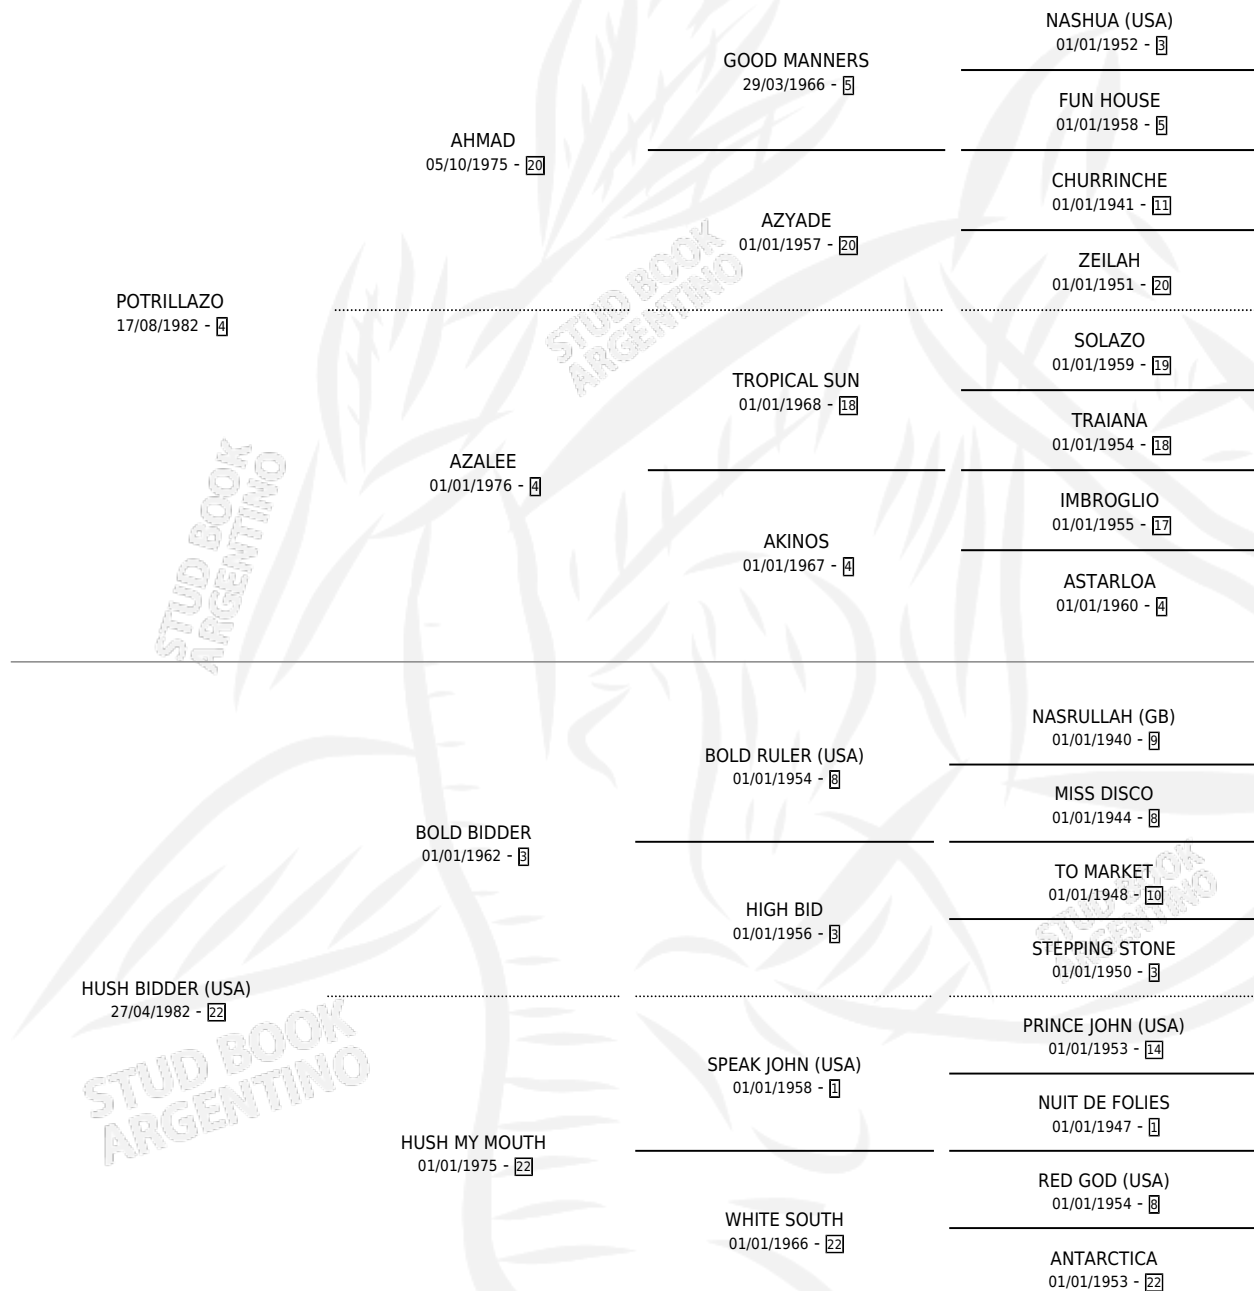 NASHUA (USA)
01/01/1952 - 3
GOOD MANNERS
29/03/1966 - 5
FUN HOUSE
01/01/1958 - 5
AHMAD
05/10/1975 - 20
CHURRINCHE
01/01/1941 - 11
AZYADE
01/01/1957 - 20
ZEILAH
01/01/1951 - 20
POTRILLAZO
17/08/1982 - 4
SOLAZO
01/01/1959 - 19
TROPICAL SUN
01/01/1968 - 18
TRAIANA
01/01/1954 - 18
AZALEE
01/01/1976 - 4
IMBROGLIO
01/01/1955 - 17
AKINOS
01/01/1967 - 4
ASTARLOA
01/01/1960 - 4
STUD BOOK
ARGENTINO
STUD BOOK
ARGENTINO
NASRULLAH (GB)
01/01/1940 - 9
BOLD RULER (USA)
01/01/1954 - 8
MISS DISCO
01/01/1944 - 8
BOLD BIDDER
01/01/1962 - 3
TO MARKET
01/01/1948 - 10
HIGH BID
01/01/1956 - 3
STEPPING STONE
01/01/1950 - 3
HUSH BIDDER (USA)
27/04/1982 - 22
PRINCE JOHN (USA)
01/01/1953 - 14
SPEAK JOHN (USA)
01/01/1958 - 1
NUIT DE FOLIES
01/01/1947 - 1
HUSH MY MOUTH
01/01/1975 - 22
RED GOD (USA)
01/01/1954 - 8
WHITE SOUTH
01/01/1966 - 22
ANTARCTICA
01/01/1953 - 22
STUD BOOK
ARGENTINO
STUD BOOK
ARGENTINO